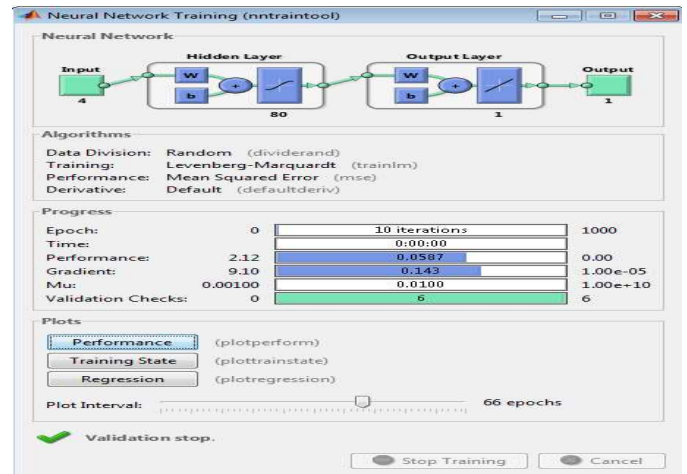 Neural Network Training (nntraintool)
Neural Network
Hidden Layer
Output Layer
Input
W
b
+
W
b
+
Output
4
80
1
1
Algorithms
Data Division: Random (dividerand)
Training: Levenberg-Marquardt (trainlm)
Performance: Mean Squared Error (mse)
Derivative: Default (defaultderiv)
Progress
Epoch: 0 10 iterations 1000
Time: 0:00:00
Performance: 2.12 0.0587 0.00
Gradient: 9.10 0.143 1.00e-05
Mu: 0.00100 0.0100 1.00e+10
Validation Checks: 0 6 6
Plots
Performance (plotperform)
Training State (plottrainstate)
Regression (plotregression)
Plot Interval: 66 epochs
Validation stop.
Stop Training Cancel